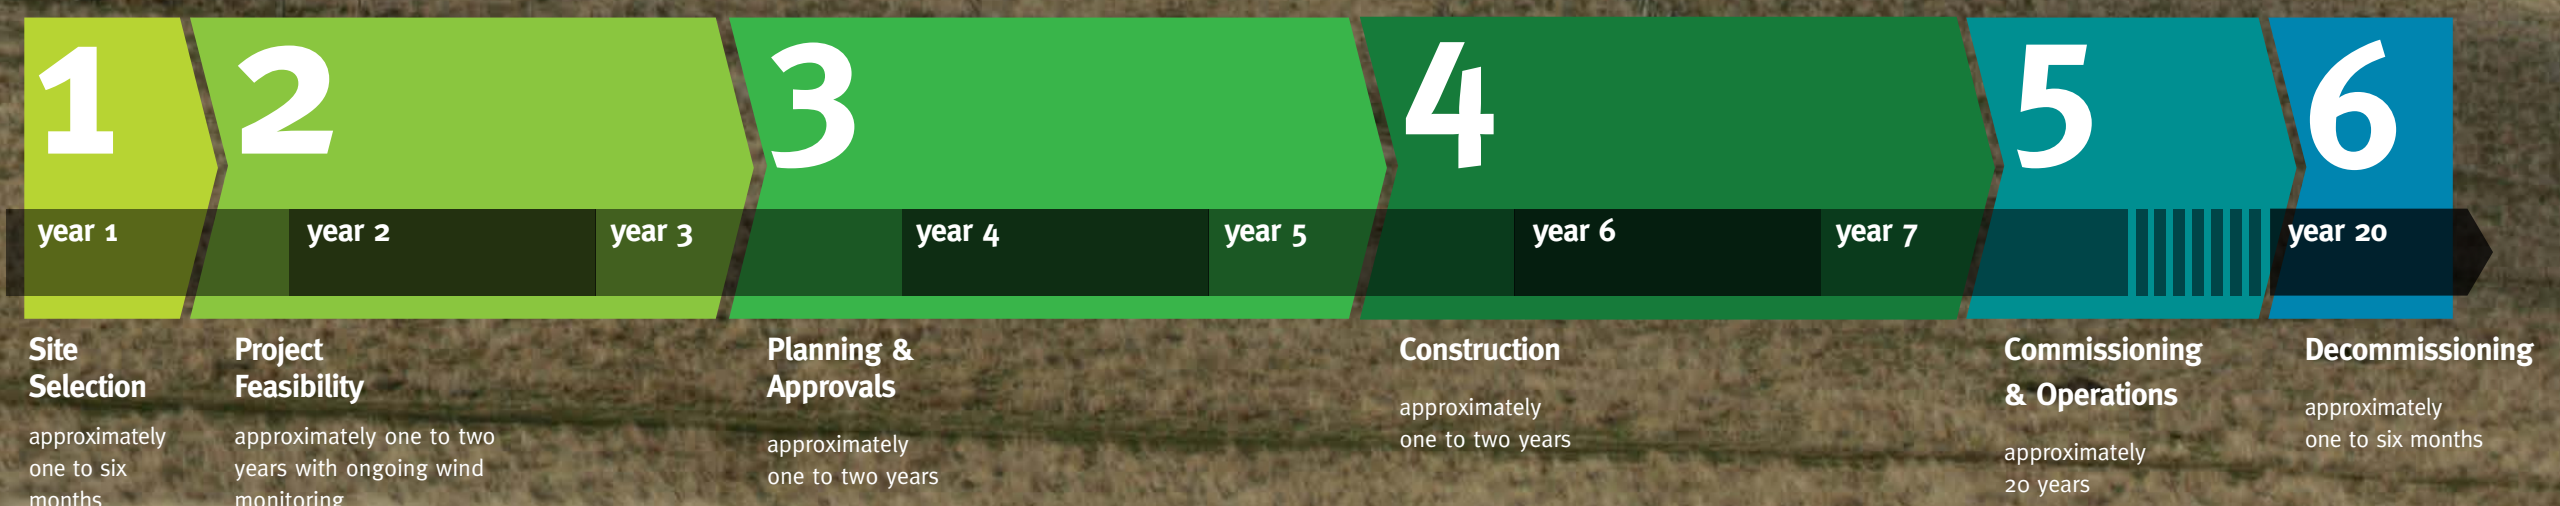 1
2
3
4
5
6
year 1
year 2
year 3
year 4
year 5
year 6
year 7
year 20
Site
Selection
approximately
one to six
months
Project
Feasibility
approximately one to two
years with ongoing wind
monitoring
Planning &
Approvals
approximately
one to two years
Construction
approximately
one to two years
Commissioning
& Operations
approximately
20 years
Decommissioning
approximately
one to six months